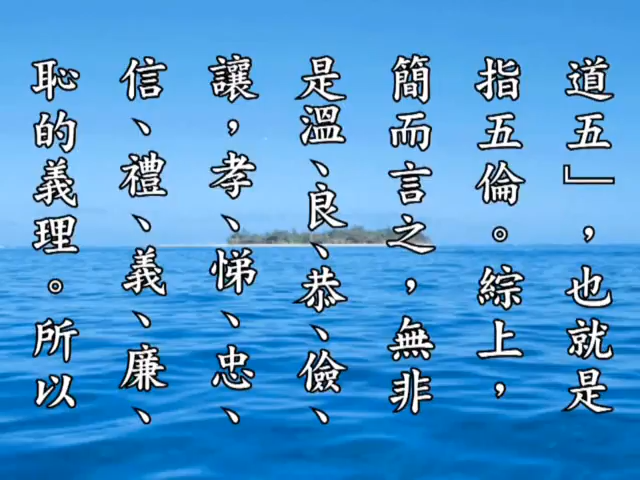 道五」，也就是
指五倫。綜上，
簡而言之，無非
是溫、良、恭、儉、
讓，孝、悌、忠、
信、禮、義、廉、
恥的義理。所以